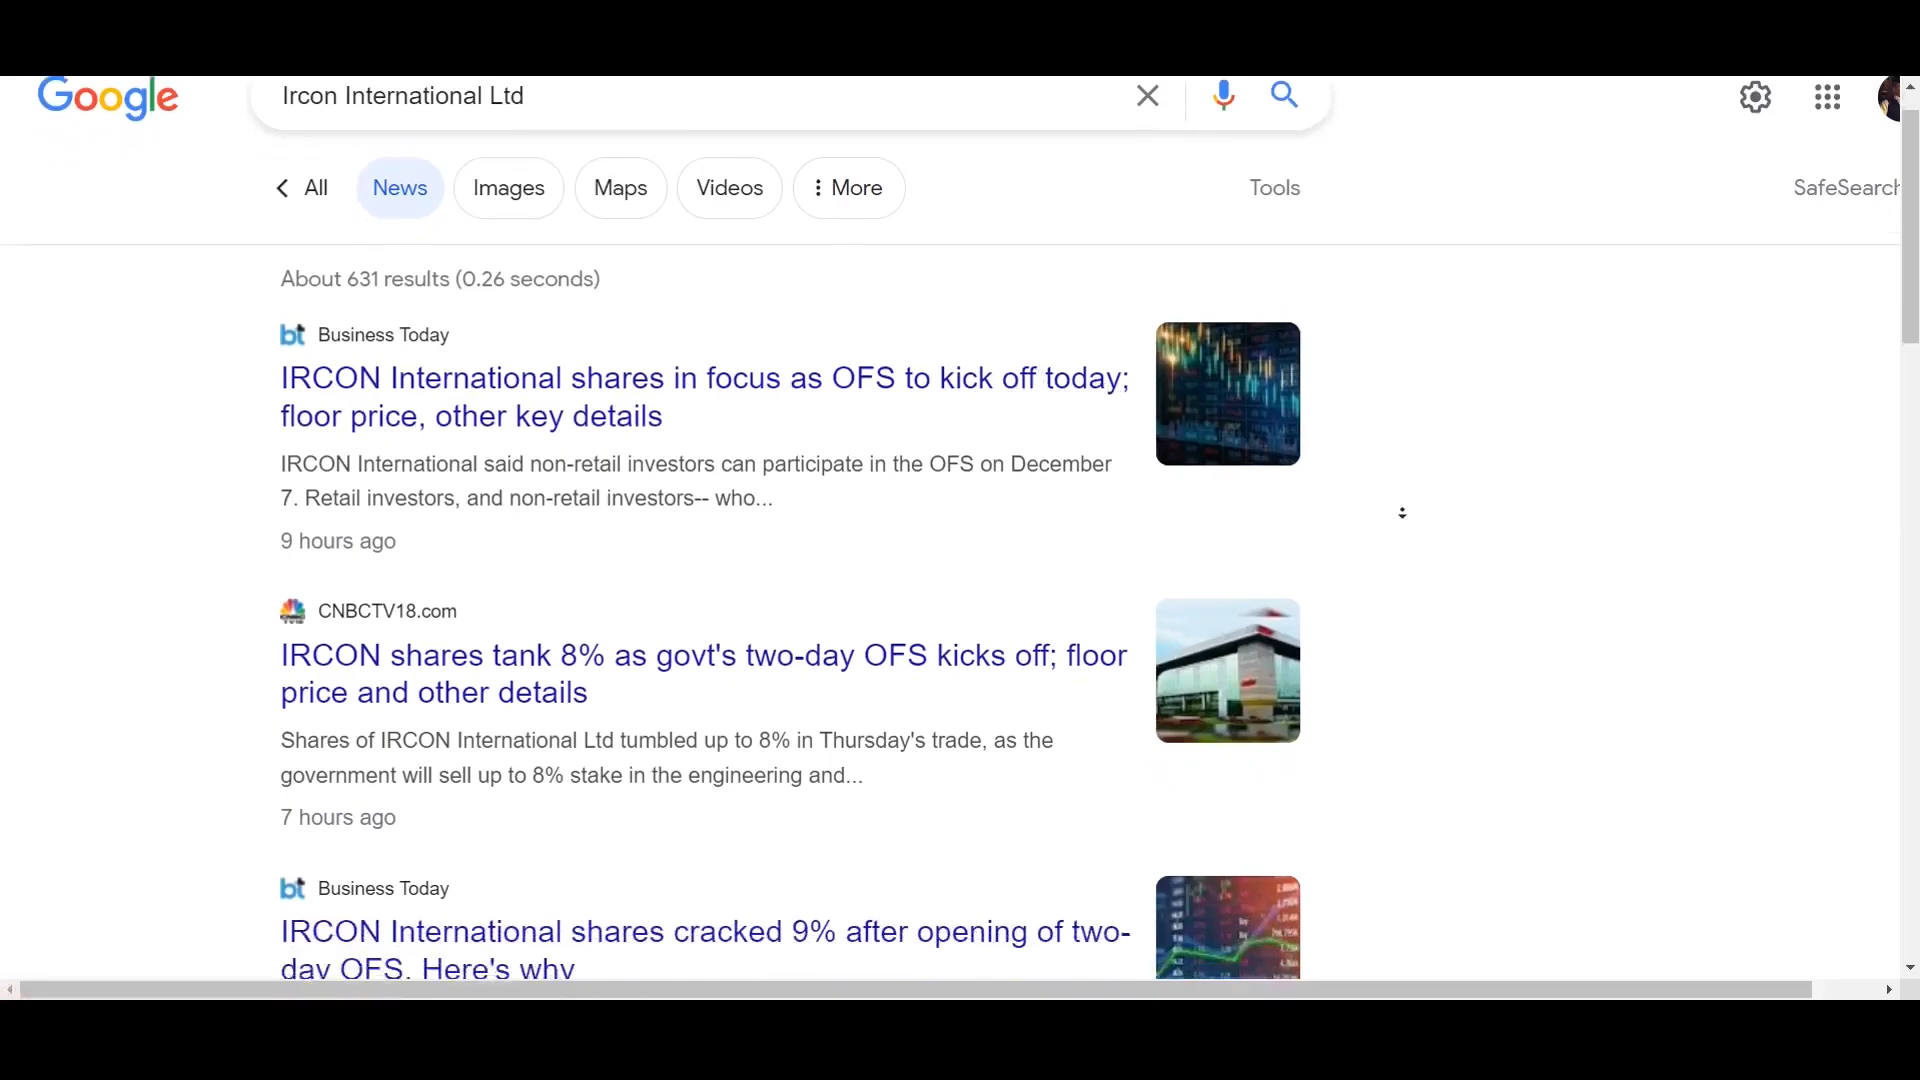 Google
Ircon International Ltd
All News Images Maps Videos More Tools SafeSearch
About 631 results (0.26 seconds)
bt Business Today
IRCON International shares in focus as OFS to kick off today;
floor price, other key details
IRCON International said non-retail investors can participate in the OFS on December
7. Retail investors, and non-retail investors-- who...
9 hours ago
CNBCTV18.com
IRCON shares tank 8% as govt's two-day OFS kicks off; floor
price and other details
Shares of IRCON International Ltd tumbled up to 8% in Thursday's trade, as the
government will sell up to 8% stake in the engineering and...
7 hours ago
bt Business Today
IRCON International shares cracked 9% after opening of two-
day OFS. Here's why